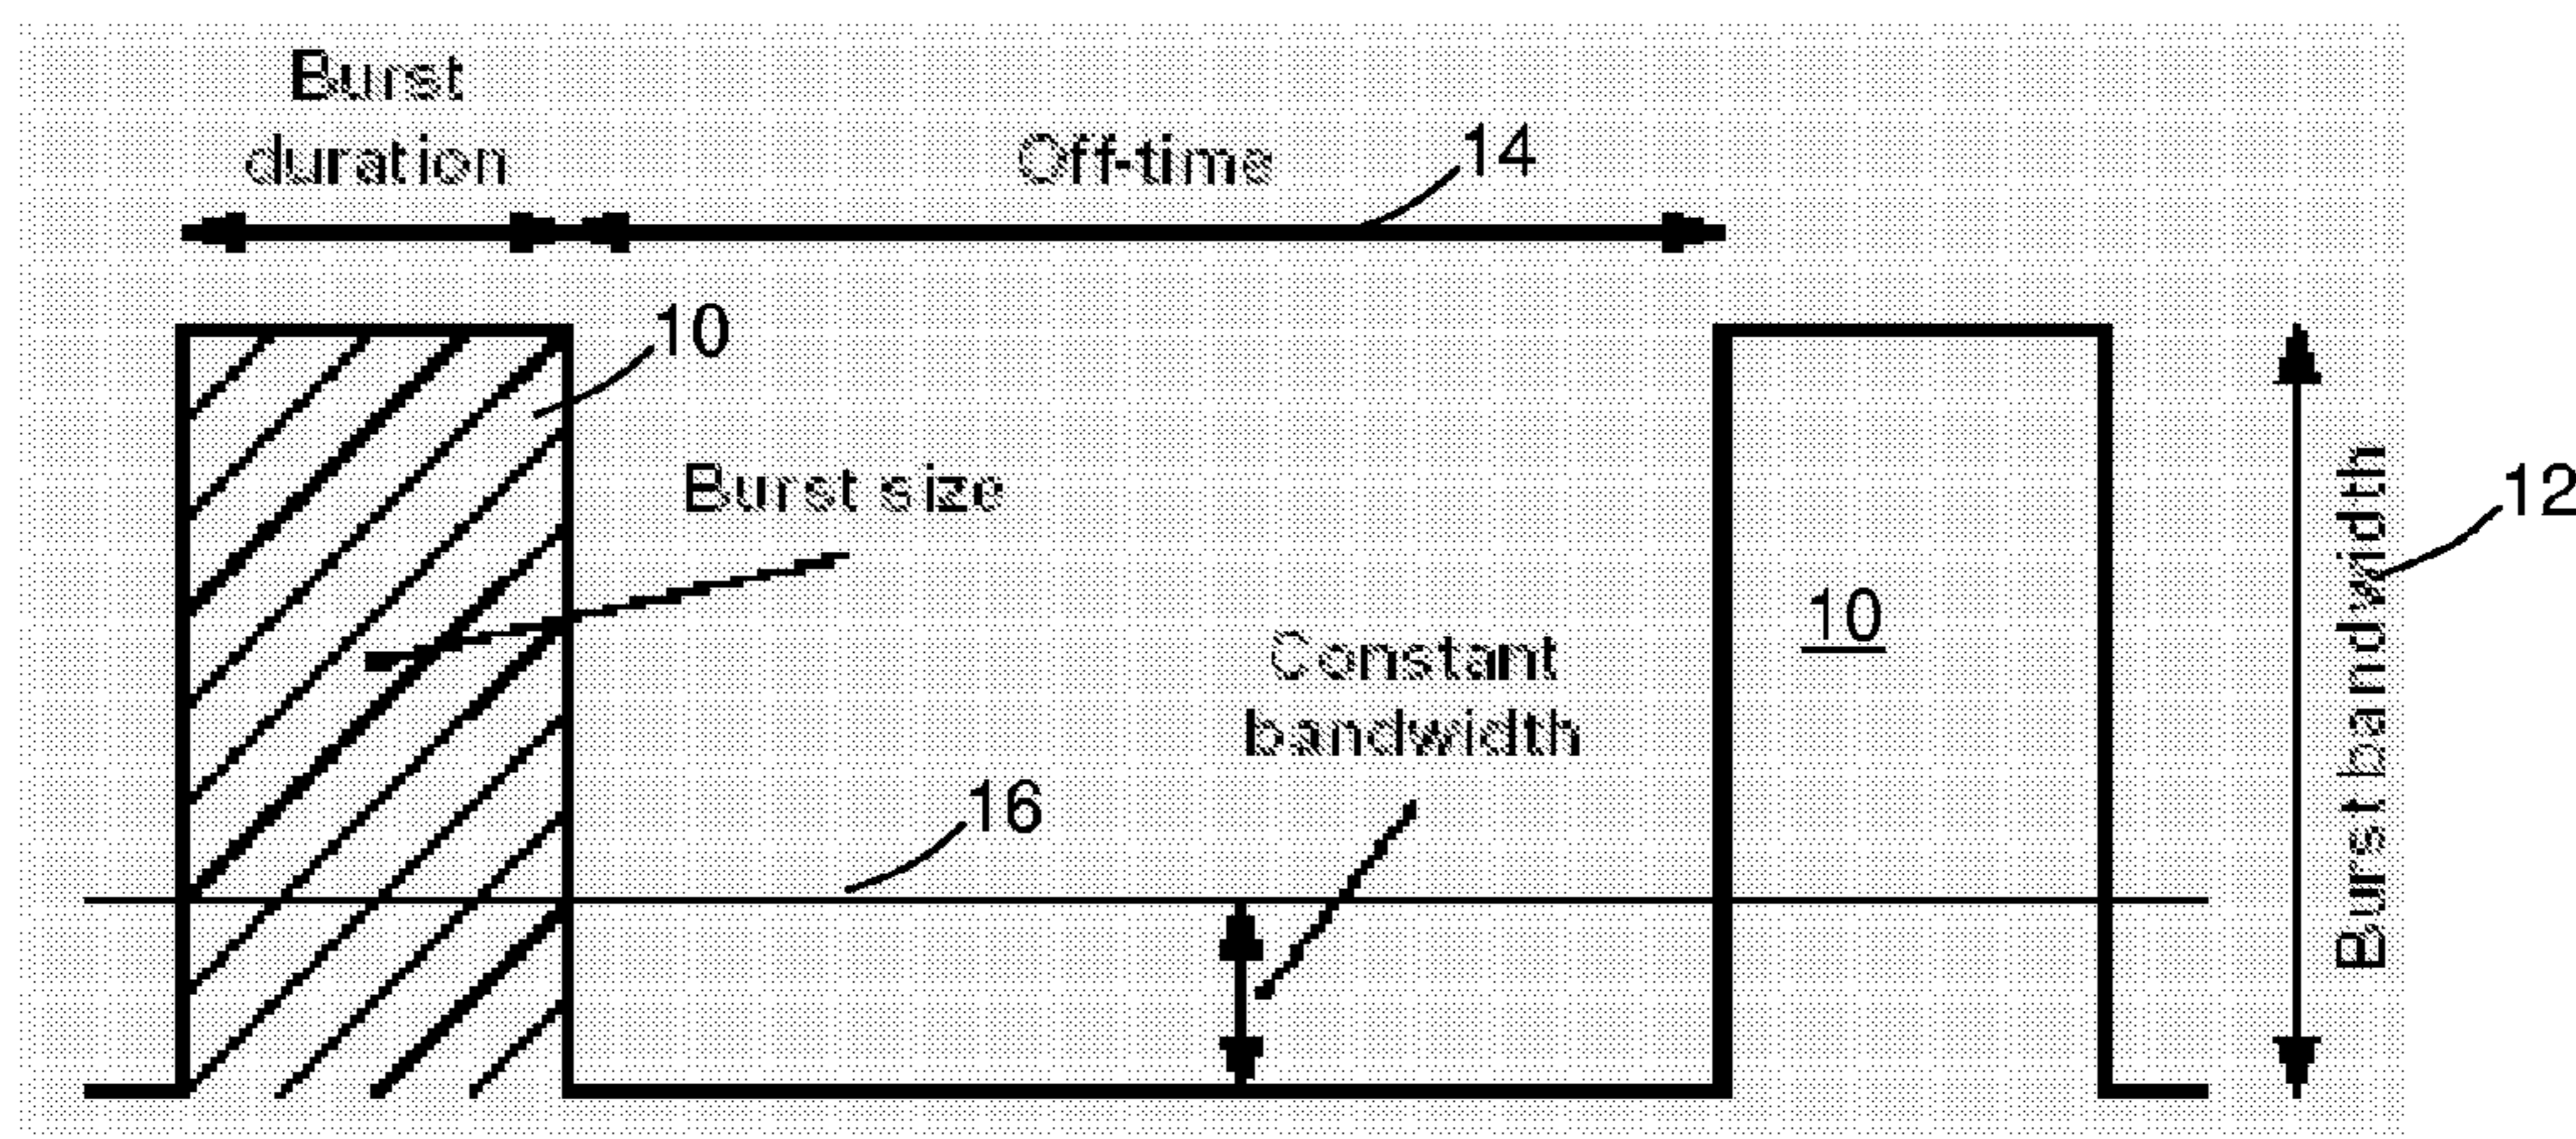 Burst
duration
Off-time
14
10
Burst size
12
10
Constant
bandwidth
Burst bandwidth
16